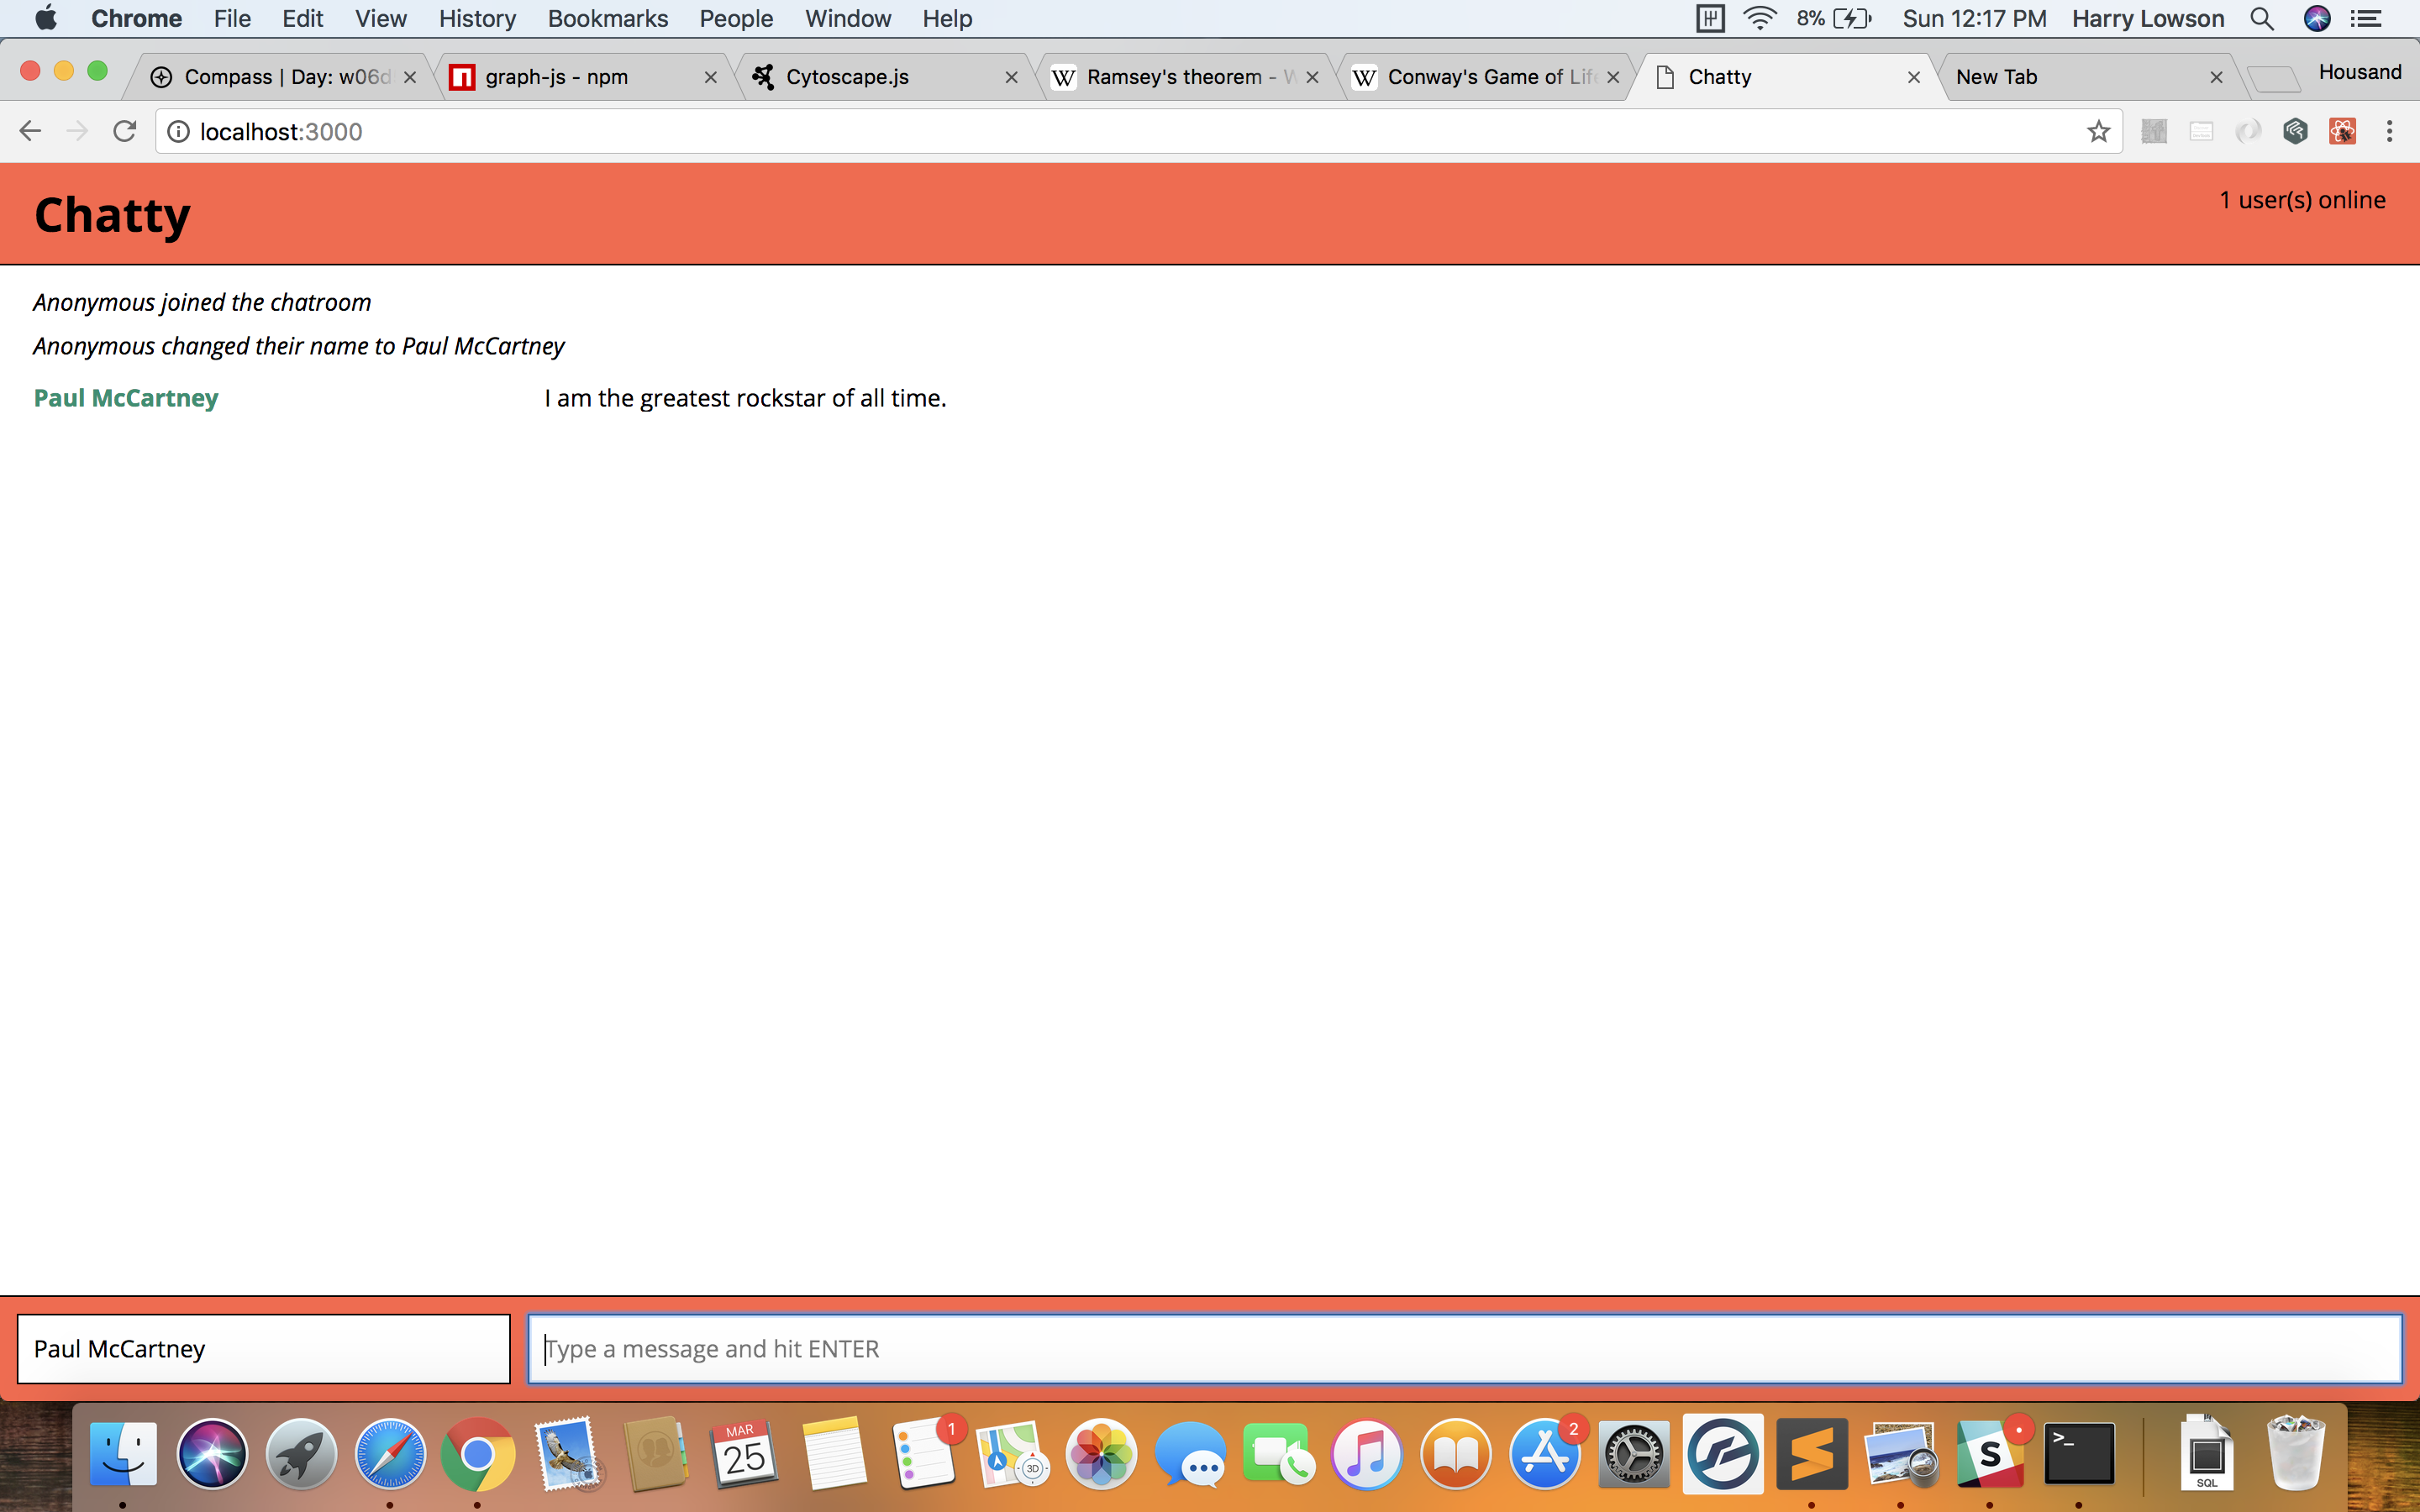 Chrome File Edit View History Bookmarks People Window Help 8% Sun 12:17 PM Harry Lowson
Compass | Day: w06d graph-js - npm Cytoscape.js Ramsey's theorem - W Conway's Game of Life Chatty New Tab Housand
localhost:3000
Chatty 1 user(s) online
Anonymous joined the chatroom
Anonymous changed their name to Paul McCartney
Paul McCartney I am the greatest rockstar of all time.
Paul McCartney Type a message and hit ENTER
MAR
25
1
3D
2
S
>_
SQL